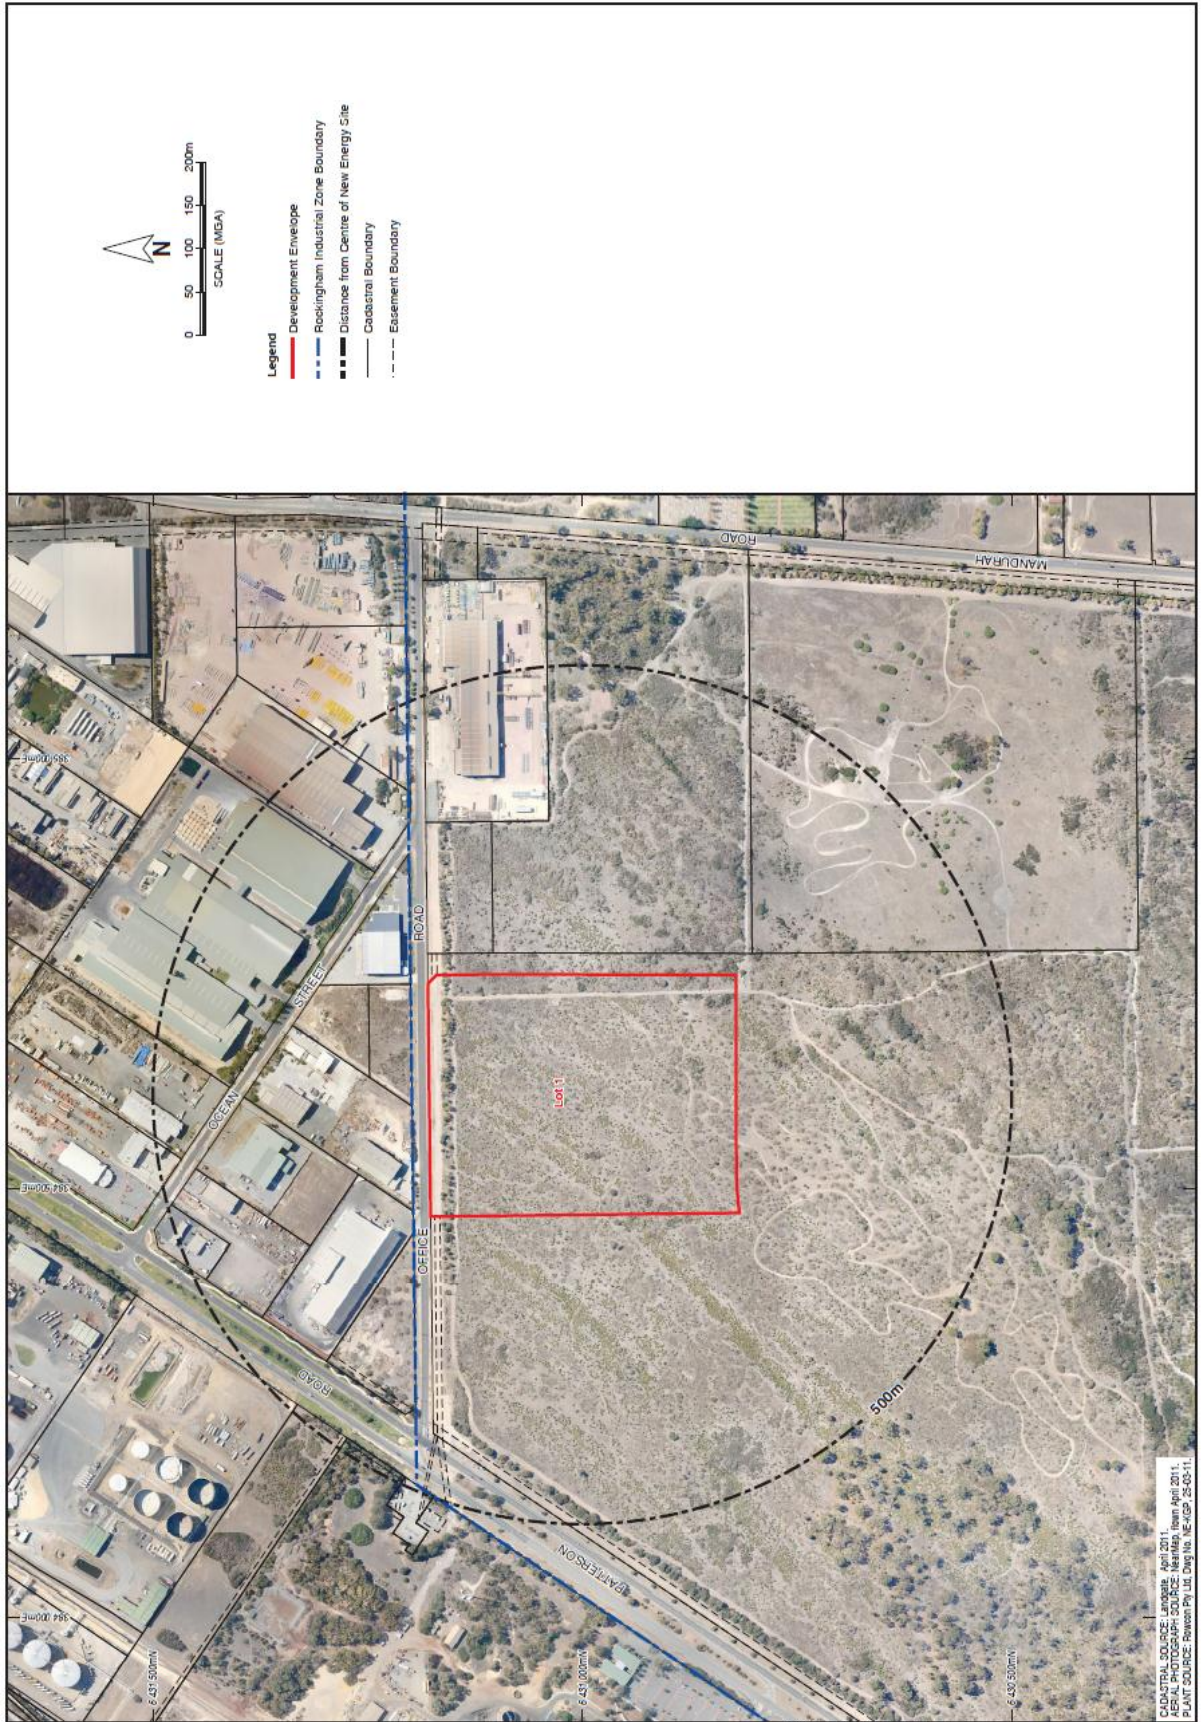 0 50 100 150 200m
SCALE (MGA)
N
Legend
Development Envelope
Rockingham Industrial Zone Boundary
Distance from Centre of New Energy Site
Cadastral Boundary
Easement Boundary
385 000mE
384 500mE
384 000mE
6 431 500mN
6 431 000mN
6 430 500mN
OCEAN STREET
OFFICE ROAD
PATTERSON ROAD
MANDURAH ROAD
Lot 1
500m
CADASTRAL SOURCE: Landgate, April 2011.
AERIAL PHOTOGRAPH SOURCE: NearMap, flown April 2011.
PLANT SOURCE: Rowson Pty Ltd, Dwg No. NE-KGP, 25-03-11.